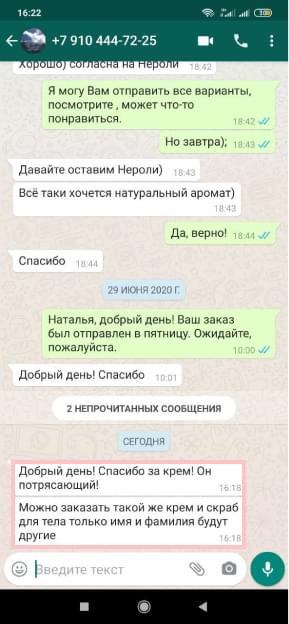 16:22
+7 910 444-72-25
Хорошо) согласна на Нероли 18:42
Я могу Вам отправить все варианты,
посмотрите , может что-то
понравиться. 18:42
Но завтра); 18:43
Давайте оставим Нероли) 18:43
Всё таки хочется натуральный аромат)
18:43
Да, верно! 18:44
Спасибо 18:44
29 ИЮНЯ 2020 Г.
Наталья, добрый день! Ваш заказ
был отправлен в пятницу. Ожидайте,
пожалуйста. 10:00
Добрый день! Спасибо 10:01
2 НЕПРОЧИТАННЫХ СООБЩЕНИЯ
СЕГОДНЯ
Добрый день! Спасибо за крем! Он
потрясающий! 16:18
Можно заказать такой же крем и скраб
для тела только имя и фамилия будут
другие 16:18
Введите текст